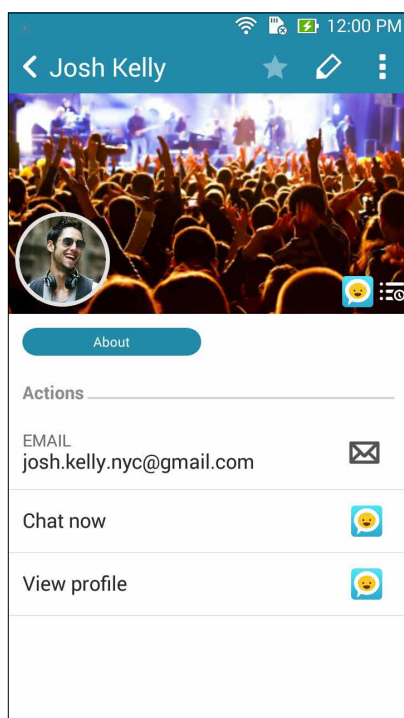 12:00 PM
Josh Kelly
About
Actions
EMAIL
josh.kelly.nyc@gmail.com
Chat now
View profile